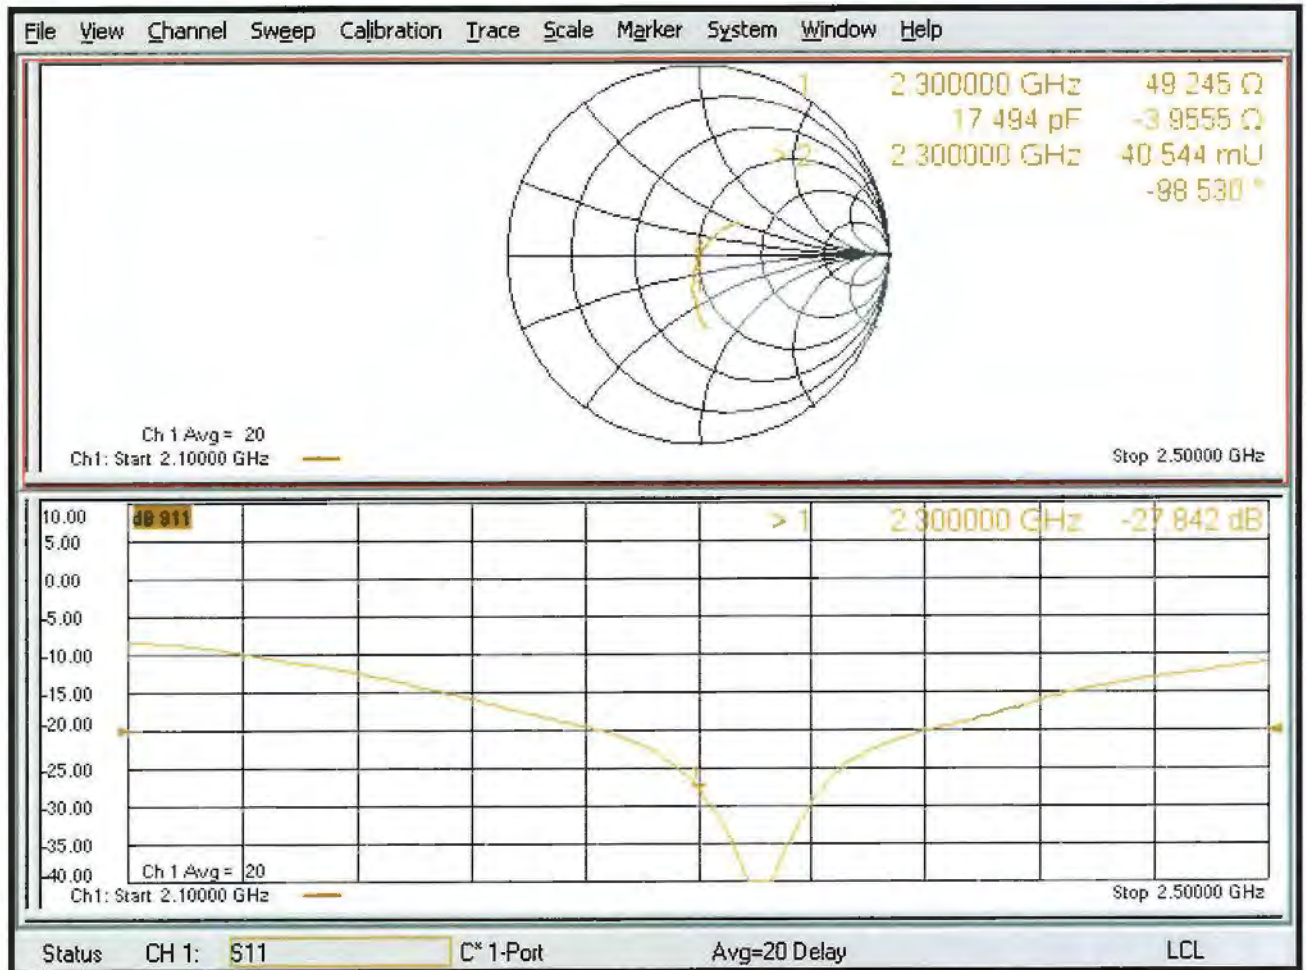 File View Channel Sweep Calibration Trace Scale Marker System Window Help
1 2.300000 GHz 49.245 Ω
17.494 pF -3.9555 Ω
> 2 2.300000 GHz 40.544 mU
-98.530 °
Ch 1 Avg = 20
Ch1: Start 2.10000 GHz
Stop 2.50000 GHz
10.00
dB S11
> 1 2.300000 GHz -27.842 dB
5.00
0.00
-5.00
-10.00
-15.00
-20.00
-25.00
-30.00
-35.00
-40.00
Ch 1 Avg = 20
Ch1: Start 2.10000 GHz
Stop 2.50000 GHz
Status CH 1: S11 C* 1-Port Avg=20 Delay LCL